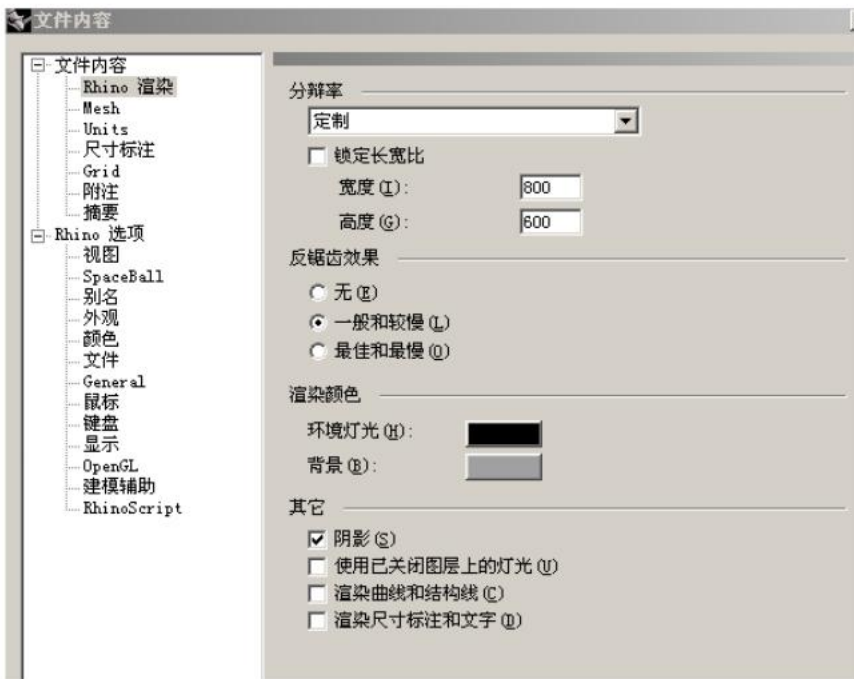 文件内容
文件内容
Rhino 渲染
Mesh
Units
尺寸标注
Grid
附注
摘要
Rhino 选项
视图
SpaceBall
别名
外观
颜色
文件
General
鼠标
键盘
显示
OpenGL
建模辅助
RhinoScript
分辩率
定制
锁定长宽比
宽度(I): 800
高度(G): 600
反锯齿效果
无(E)
一般和较慢(L)
最佳和最慢(O)
渲染颜色
环境灯光(H):
背景(B):
其它
阴影(S)
使用已关闭图层上的灯光(U)
渲染曲线和结构线(C)
渲染尺寸标注和文字(D)